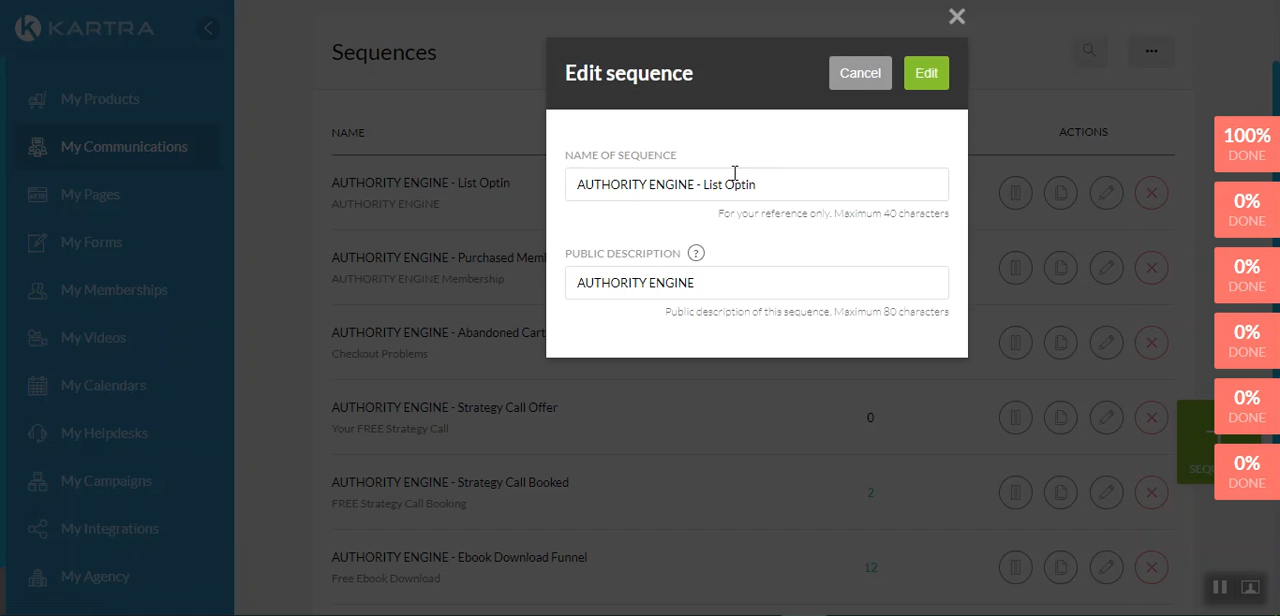 KARTRA
My Products
My Communications
My Pages
My Forms
My Memberships
My Videos
My Calendars
My Helpdesks
My Campaigns
My Integrations
My Agency
Sequences
NAME
ACTIONS
AUTHORITY ENGINE - List Optin
AUTHORITY ENGINE
AUTHORITY ENGINE - Purchased Mem
AUTHORITY ENGINE Membership
AUTHORITY ENGINE - Abandoned Cart
Checkout Problems
AUTHORITY ENGINE - Strategy Call Offer
0
Your FREE Strategy Call
AUTHORITY ENGINE - Strategy Call Booked
2
FREE Strategy Call Booking
AUTHORITY ENGINE - Ebook Download Funnel
12
Free Ebook Download
Edit sequence
Cancel
Edit
NAME OF SEQUENCE
AUTHORITY ENGINE - List Optin
For your reference only. Maximum 40 characters
PUBLIC DESCRIPTION ?
AUTHORITY ENGINE
Public description of this sequence. Maximum 80 characters
100%
DONE
0%
DONE
0%
DONE
0%
DONE
0%
DONE
0%
DONE